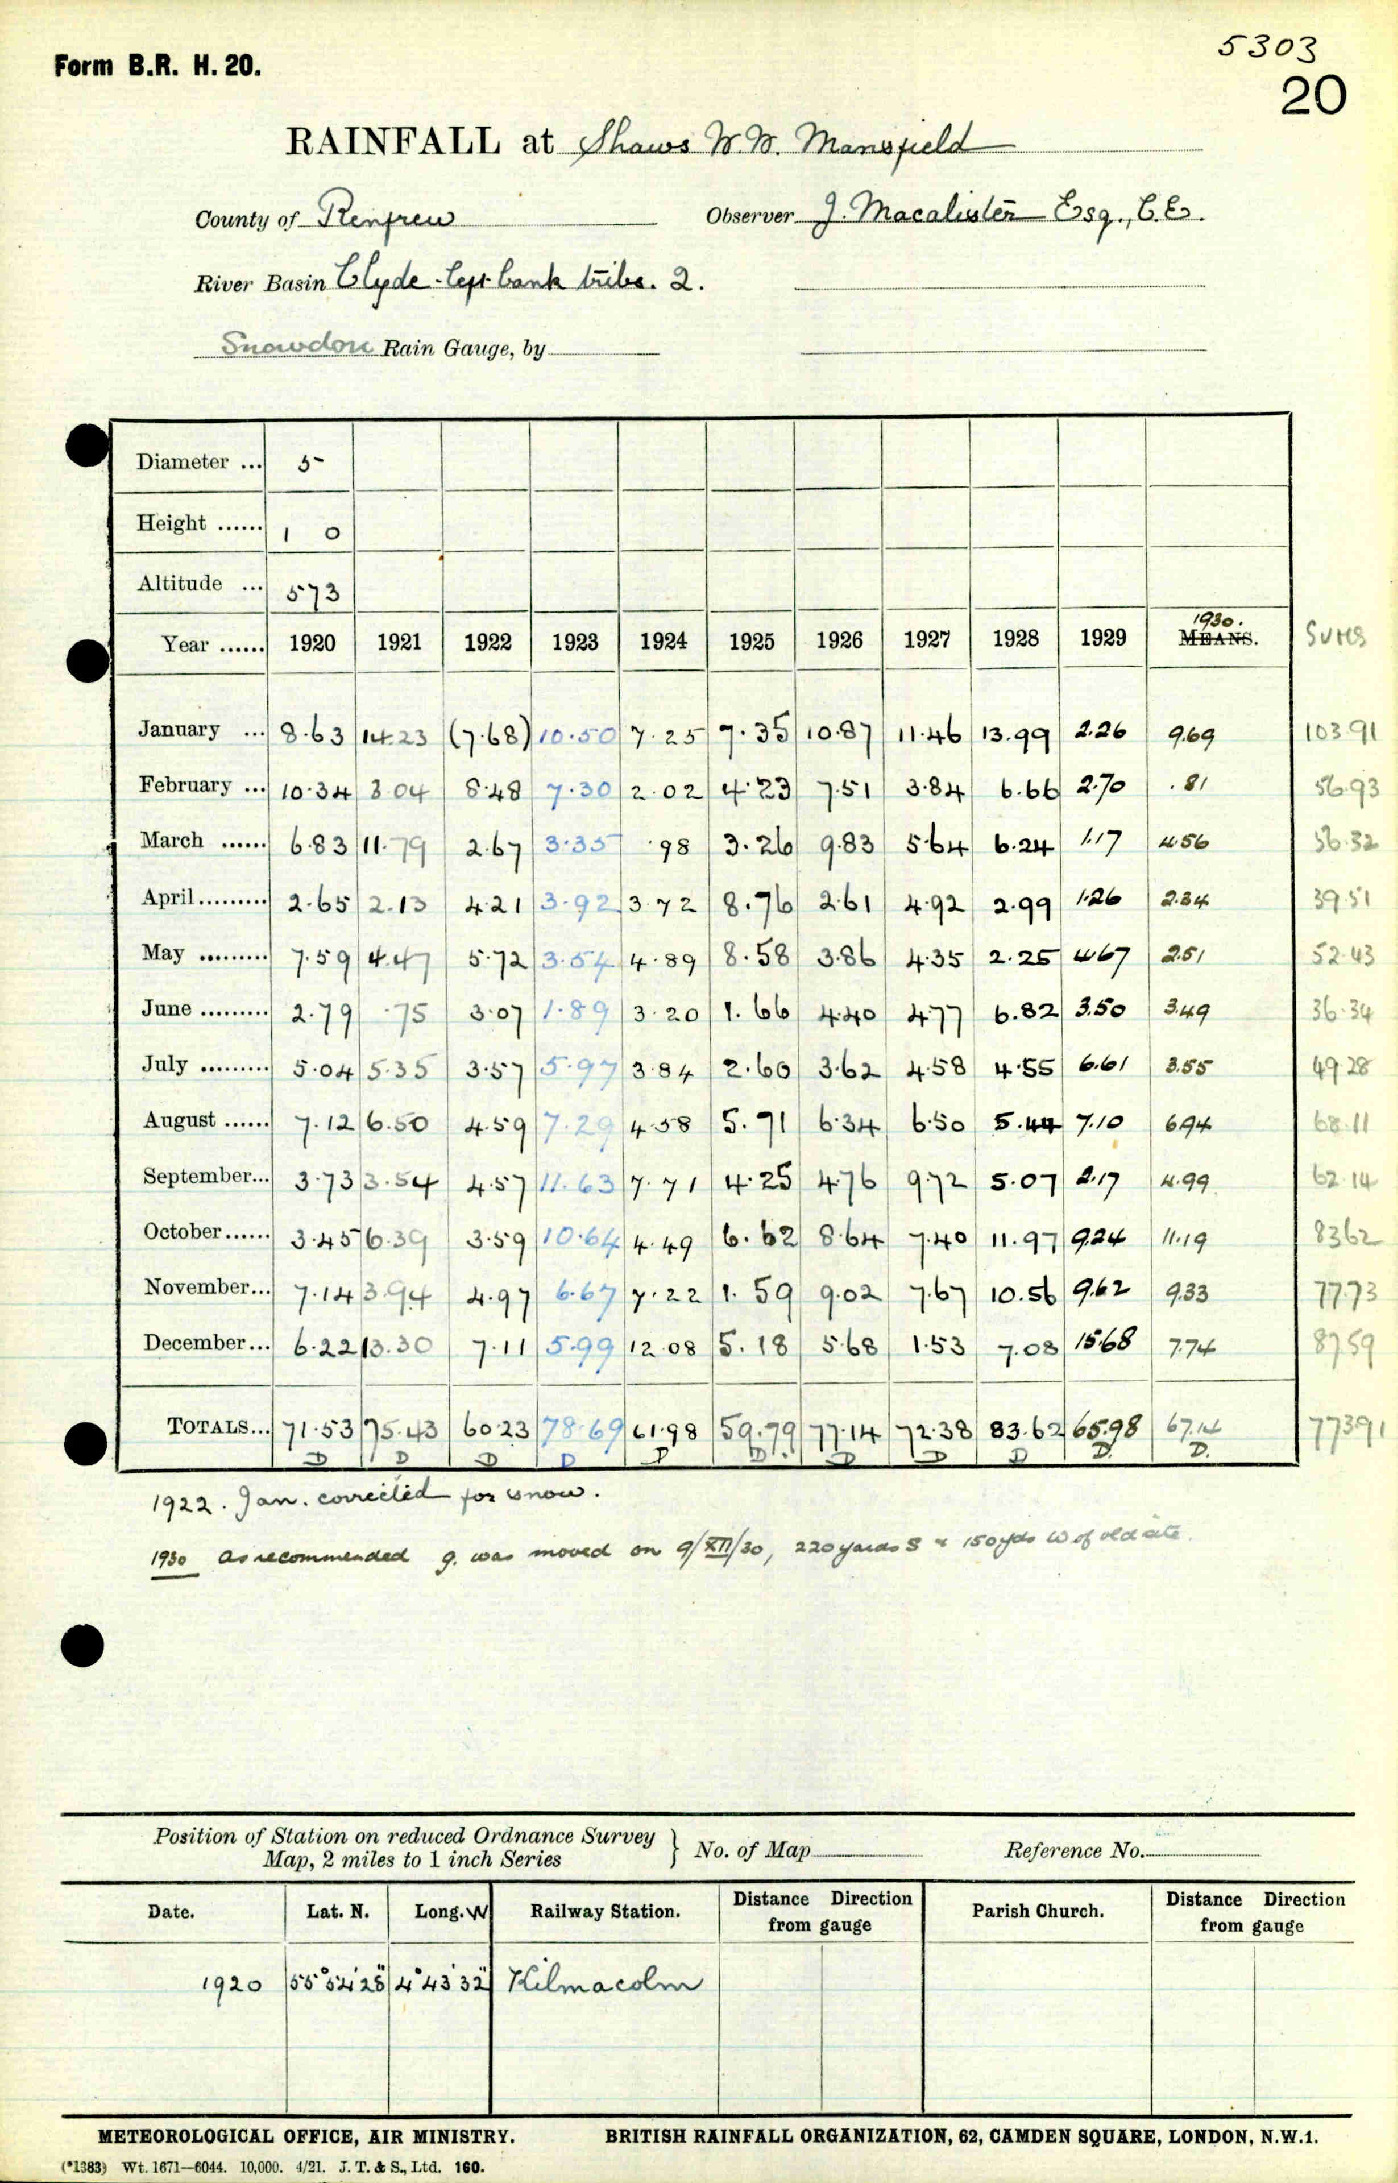 5303
Form B.R. H. 20.
20
RAINFALL at Shaws W.W. Mansfield
County of Renfrew Observer J. Macalister Esq., C.E.
River Basin Clyde - left bank tribs. 2.
Snowdon Rain Gauge, by
Diameter ... 5
Height ...... 1 0
Altitude ... 573
Year ...... 1920 1921 1922 1923 1924 1925 1926 1927 1928 1929 1930. MEANS. SUMS
January ... 8.63 14.23 (7.68) 10.50 7.25 7.35 10.87 11.46 13.99 2.26 9.69 103.91
February ... 10.34 3.04 8.48 7.30 2.02 4.23 7.51 3.84 6.66 2.70 .81 56.93
March ...... 6.83 11.79 2.67 3.35 .98 3.26 9.83 5.64 6.24 1.17 4.56 56.32
April ......... 2.65 2.13 4.21 3.92 3.72 8.76 2.61 4.92 2.99 1.26 2.34 39.51
May ......... 7.59 4.47 5.72 3.54 4.89 8.58 3.86 4.35 2.25 4.67 2.51 52.43
June ......... 2.79 .75 3.07 1.89 3.20 1.66 4.40 4.77 6.82 3.50 3.49 36.34
July ......... 5.04 5.35 3.57 5.97 3.84 2.60 3.62 4.58 4.55 6.61 3.55 49.28
August ...... 7.12 6.50 4.59 7.29 4.58 5.71 6.34 6.50 5.44 7.10 6.94 68.11
September... 3.73 3.54 4.57 11.63 7.71 4.25 4.76 9.72 5.07 2.17 4.99 62.14
October...... 3.45 6.39 3.59 10.64 4.49 6.62 8.64 7.40 11.97 9.24 11.19 83.62
November... 7.14 3.94 4.97 6.67 7.22 1.59 9.02 7.67 10.56 9.62 9.33 77.73
December... 6.22 13.30 7.11 5.99 12.08 5.18 5.68 1.53 7.08 15.68 7.74 87.59
TOTALS... 71.53 75.43 60.23 78.69 61.98 59.79 77.14 72.38 83.62 65.98 67.14 773.91
D D D D D D. D D D D. D.
1922. Jan. corrected for snow.
1930 As recommended g. was moved on 9/XII/30, 220 yards S & 150 yds W of old site.
Position of Station on reduced Ordnance Survey Map, 2 miles to 1 inch Series } No. of Map Reference No.
Date. Lat. N. Long. W Railway Station. Distance Direction from gauge Parish Church. Distance Direction from gauge
1920 55°54'28" 4°43'32" Kilmacolm
METEOROLOGICAL OFFICE, AIR MINISTRY. BRITISH RAINFALL ORGANIZATION, 62, CAMDEN SQUARE, LONDON, N.W.1.
(*1383) Wt. 1671—6044. 10,000. 4/21. J. T. & S., Ltd. 160.